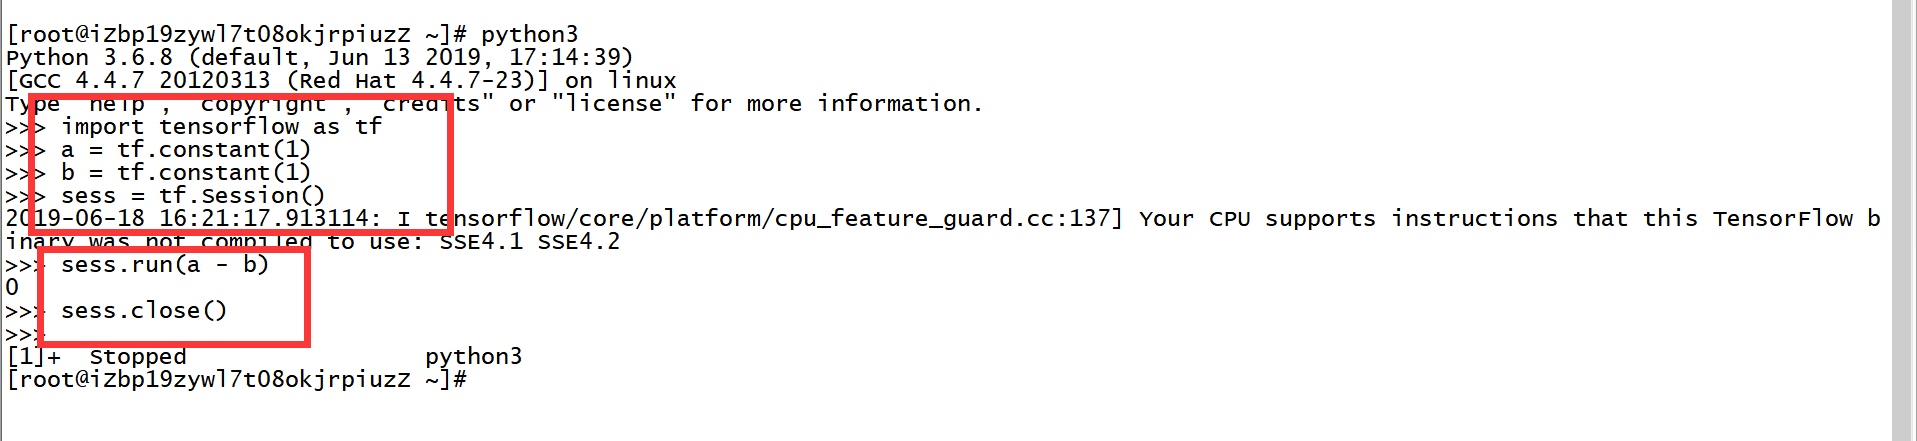 [root@iZbp19zywl7t08okjrpiuzZ ~]# python3
Python 3.6.8 (default, Jun 13 2019, 17:14:39)
[GCC 4.4.7 20120313 (Red Hat 4.4.7-23)] on linux
Type "help", "copyright", "credits" or "license" for more information.
>>> import tensorflow as tf
>>> a = tf.constant(1)
>>> b = tf.constant(1)
>>> sess = tf.Session()
2019-06-18 16:21:17.913114: I tensorflow/core/platform/cpu_feature_guard.cc:137] Your CPU supports instructions that this TensorFlow b
inary was not compiled to use: SSE4.1 SSE4.2
>>> sess.run(a - b)
0
>>> sess.close()
>>>
[1]+  Stopped                 python3
[root@iZbp19zywl7t08okjrpiuzZ ~]#